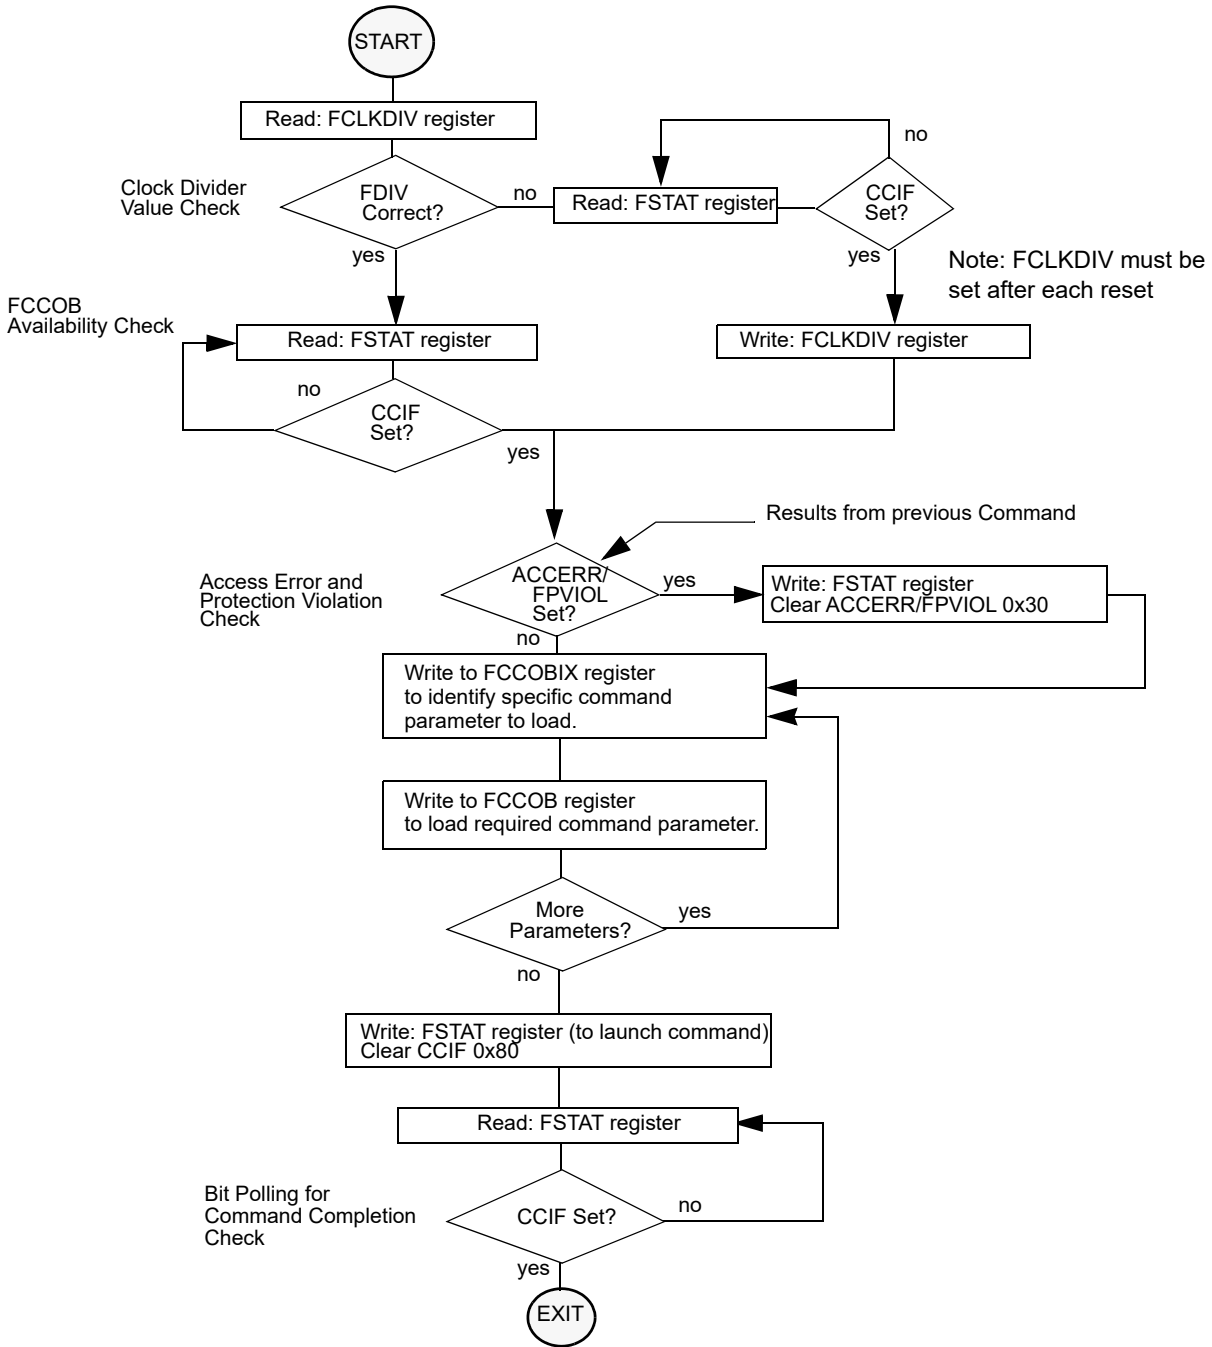 START
Read: FCLKDIV register
no
Clock Divider
Value Check
FDIV
Correct?
no
Read: FSTAT register
CCIF
Set?
yes
yes
Note: FCLKDIV must be
set after each reset
FCCOB
Availability Check
Read: FSTAT register
Write: FCLKDIV register
no
CCIF
Set?
yes
Results from previous Command
Access Error and
Protection Violation
Check
ACCERR/
FPVIOL
Set?
yes
Write: FSTAT register
Clear ACCERR/FPVIOL 0x30
no
Write to FCCOBIX register
to identify specific command
parameter to load.
Write to FCCOB register
to load required command parameter.
More
Parameters?
yes
no
Write: FSTAT register (to launch command)
Clear CCIF 0x80
Read: FSTAT register
Bit Polling for
Command Completion
Check
CCIF Set?
no
yes
EXIT